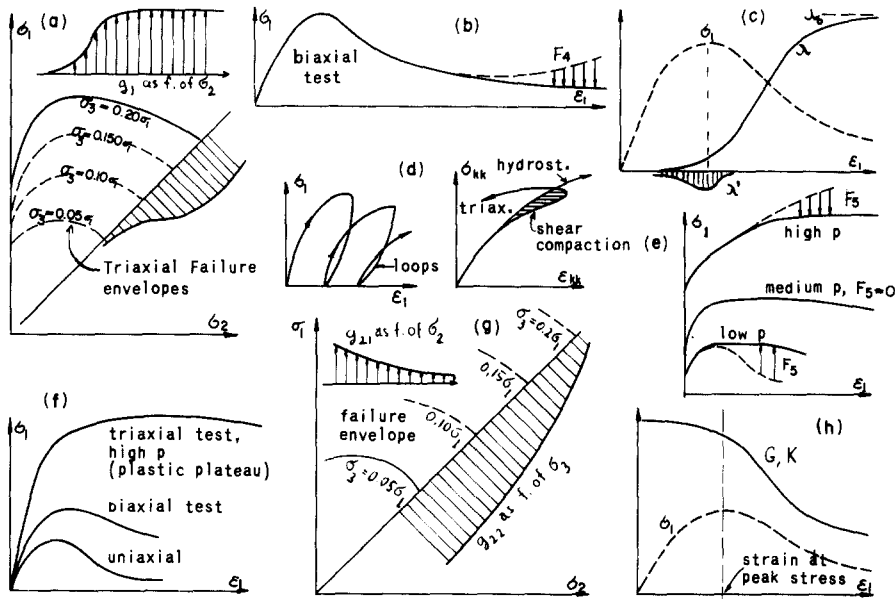 (a)
σ1
g1 as f. of σ2
σ3=0.20σ1
σ3=0.150σ1
σ3=0.10σ1
σ3=0.05σ1
Triaxial Failure
envelopes
σ2
(b)
σ1
biaxial
test
F4
ε1
(c)
λ0
σ1
λ
ε1
λ'
(d)
σ1
loops
ε1
σkk
hydrost.
triax.
shear
compaction (e)
εkk
F5
σ1
high p
medium p, F5≈0
low p
F5
ε1
(f)
σ1
triaxial test,
high p
(plastic plateau)
biaxial test
uniaxial
ε1
(g)
σ1
g21 as f. of σ2
σ3=0.2σ1
0.15σ1
0.10σ1
failure
envelope
σ3=0.05σ1
g22 as f. of σ3
σ2
(h)
G, K
σ1
strain at
peak stress
ε1